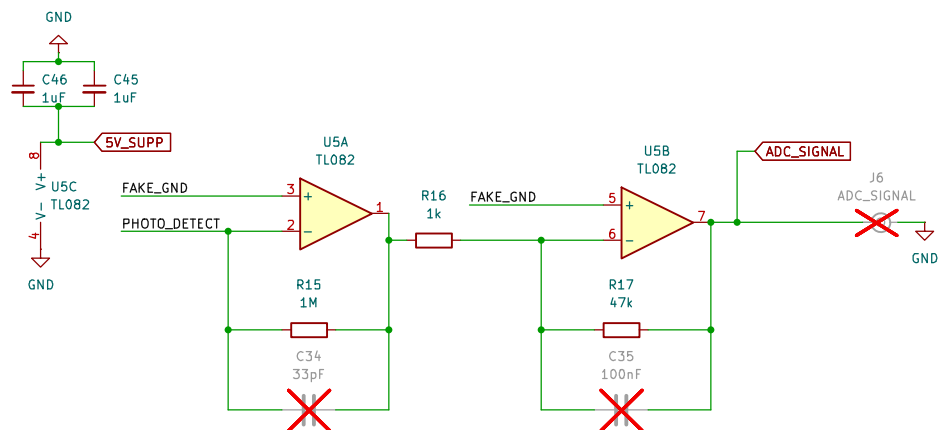 GND
C46
1uF
C45
1uF
5V_SUPP
8
V+
U5C
TL082
V-
4
GND
FAKE_GND
PHOTO_DETECT
U5A
TL082
3
+
2
-
1
R15
1M
C34
33pF
R16
1k
FAKE_GND
U5B
TL082
5
+
6
-
7
R17
47k
C35
100nF
ADC_SIGNAL
J6
ADC_SIGNAL
GND